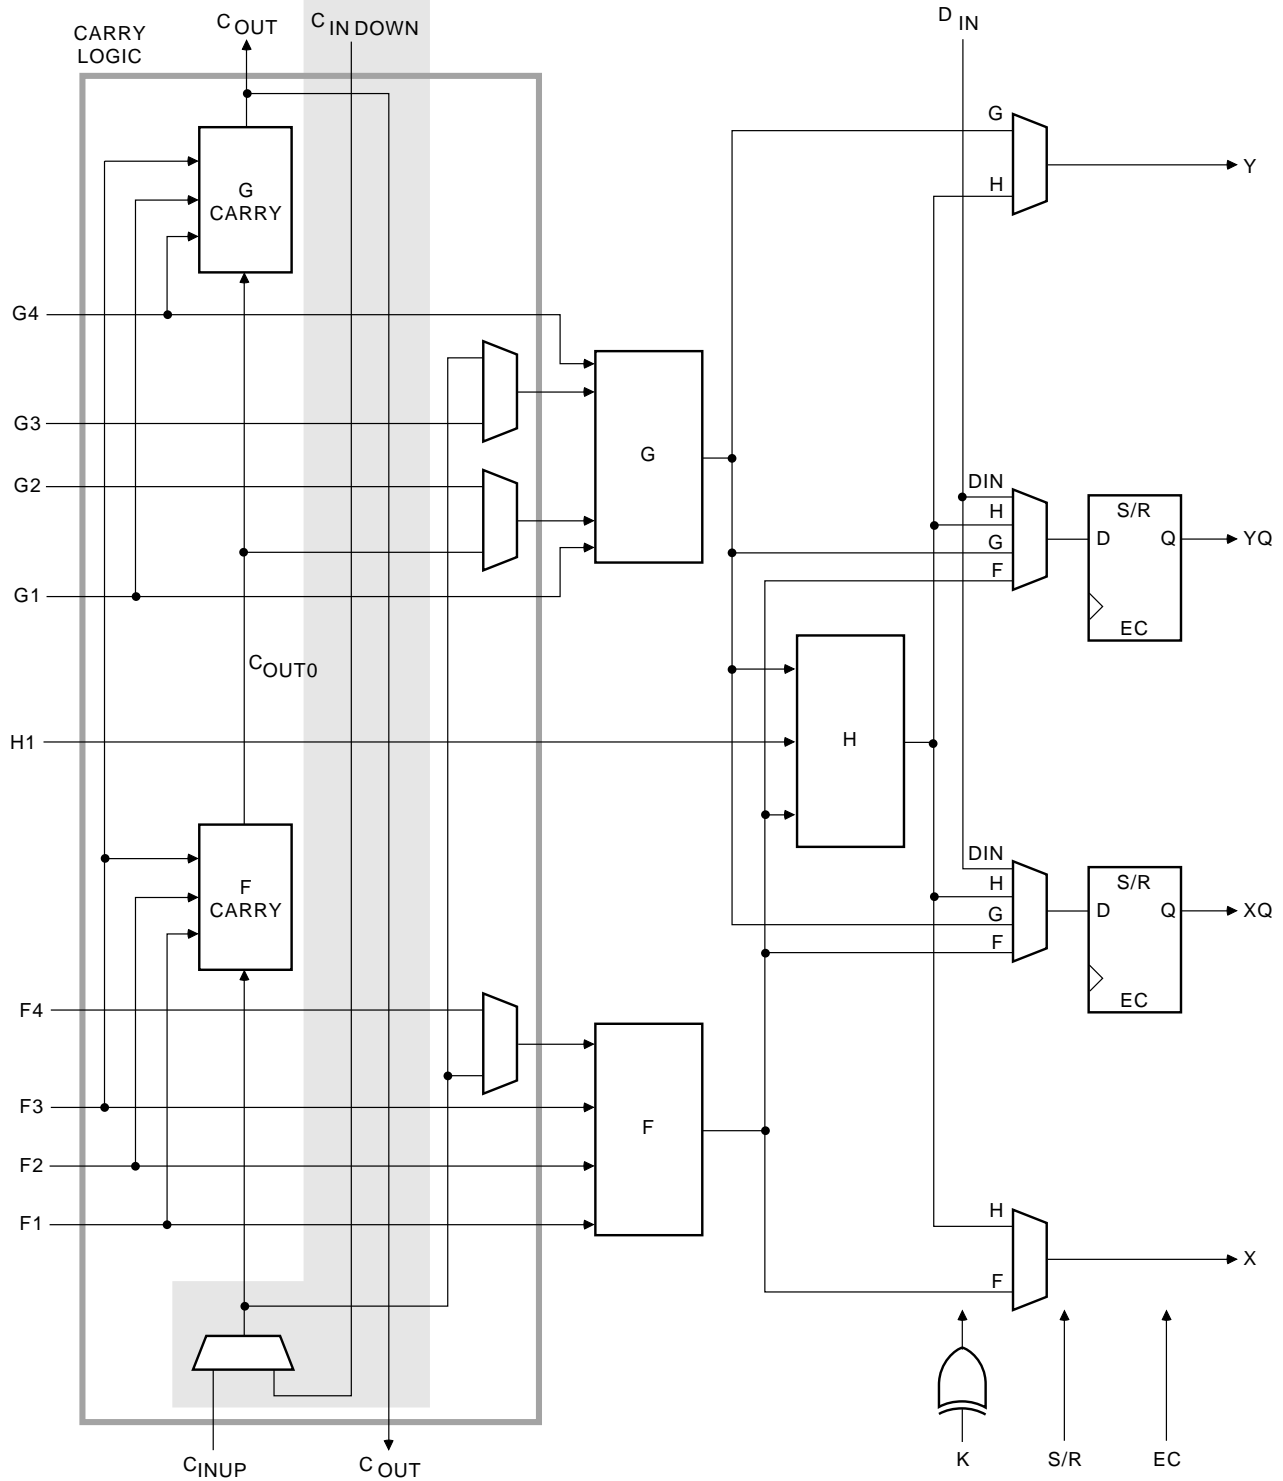 CARRY
LOGIC
C OUT
C IN DOWN
D IN
G
H
Y
G
CARRY
G4
G3
G2
G1
G
DIN
H
G
F
S/R
D
Q
EC
YQ
C OUT0
H1
H
F
CARRY
DIN
H
G
F
S/R
D
Q
EC
XQ
F4
F3
F2
F1
F
H
F
X
C INUP
C OUT
K
S/R
EC